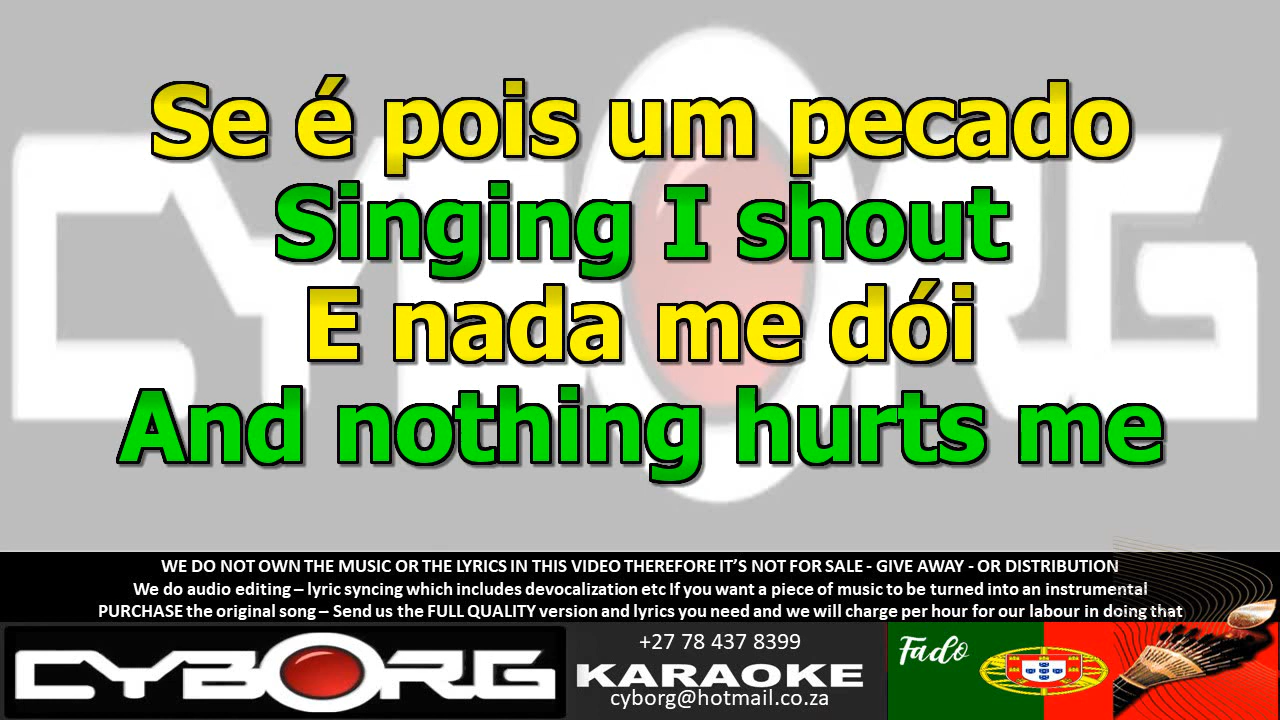 Se é pois um pecado
Singing I shout
E nada me dói
And nothing hurts me
WE DO NOT OWN THE MUSIC OR THE LYRICS IN THIS VIDEO THEREFORE IT’S NOT FOR SALE - GIVE AWAY - OR DISTRIBUTION
We do audio editing – lyric syncing which includes devocalization etc If you want a piece of music to be turned into an instrumental
PURCHASE the original song – Send us the FULL QUALITY version and lyrics you need and we will charge per hour for our labour in doing that
CYBORG
+27 78 437 8399
KARAOKE
cyborg@hotmail.co.za
Fado